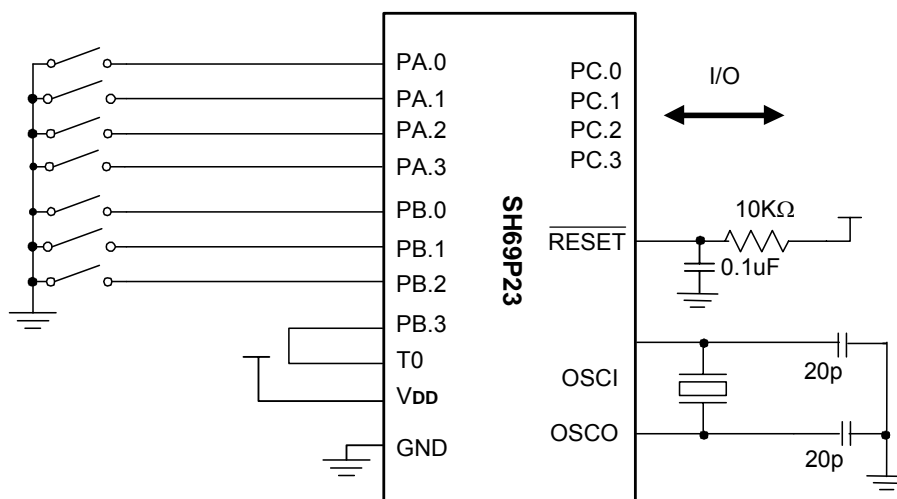 PA.0
PA.1
PA.2
PA.3
PB.0
PB.1
PB.2
PB.3
T0
VDD
GND
SH69P23
PC.0
PC.1
PC.2
PC.3
RESET
OSCI
OSCO
I/O
10KΩ
0.1uF
20p
20p